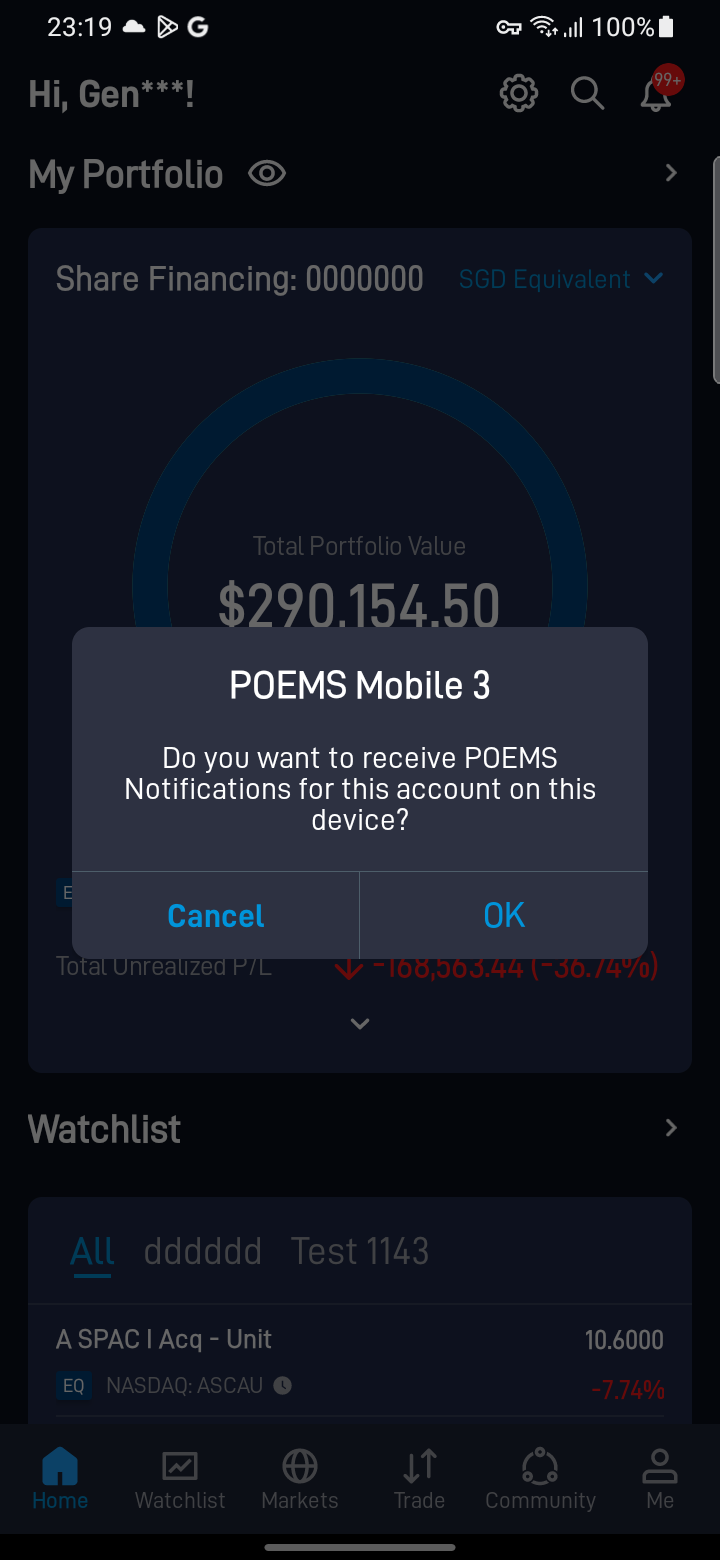 23:19
100%
Hi, Gen***!
99+
My Portfolio
Share Financing: 0000000
SGD Equivalent
Total Portfolio Value
$290,154.50
POEMS Mobile 3
Do you want to receive POEMS
Notifications for this account on this
device?
Cancel
OK
Total Unrealized P/L
-168,563.44 (-36.74%)
Watchlist
All dddddd Test 1143
A SPAC I Acq - Unit
10.6000
EQ NASDAQ: ASCAU
-7.74%
Home Watchlist Markets Trade Community Me